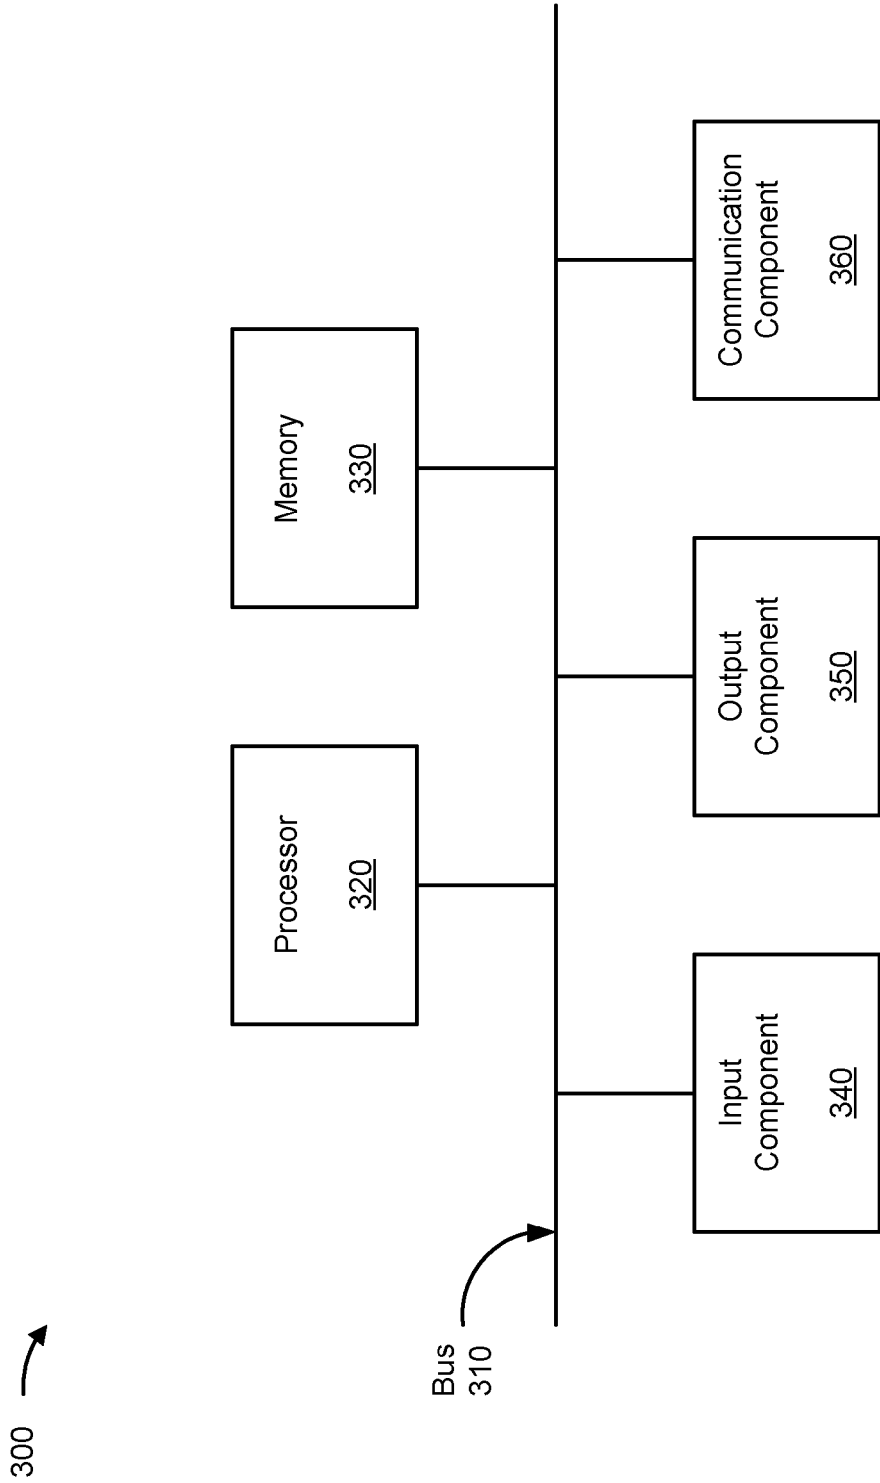 300
Processor
320
Memory
330
Bus
310
Input
Component
340
Output
Component
350
Communication
Component
360